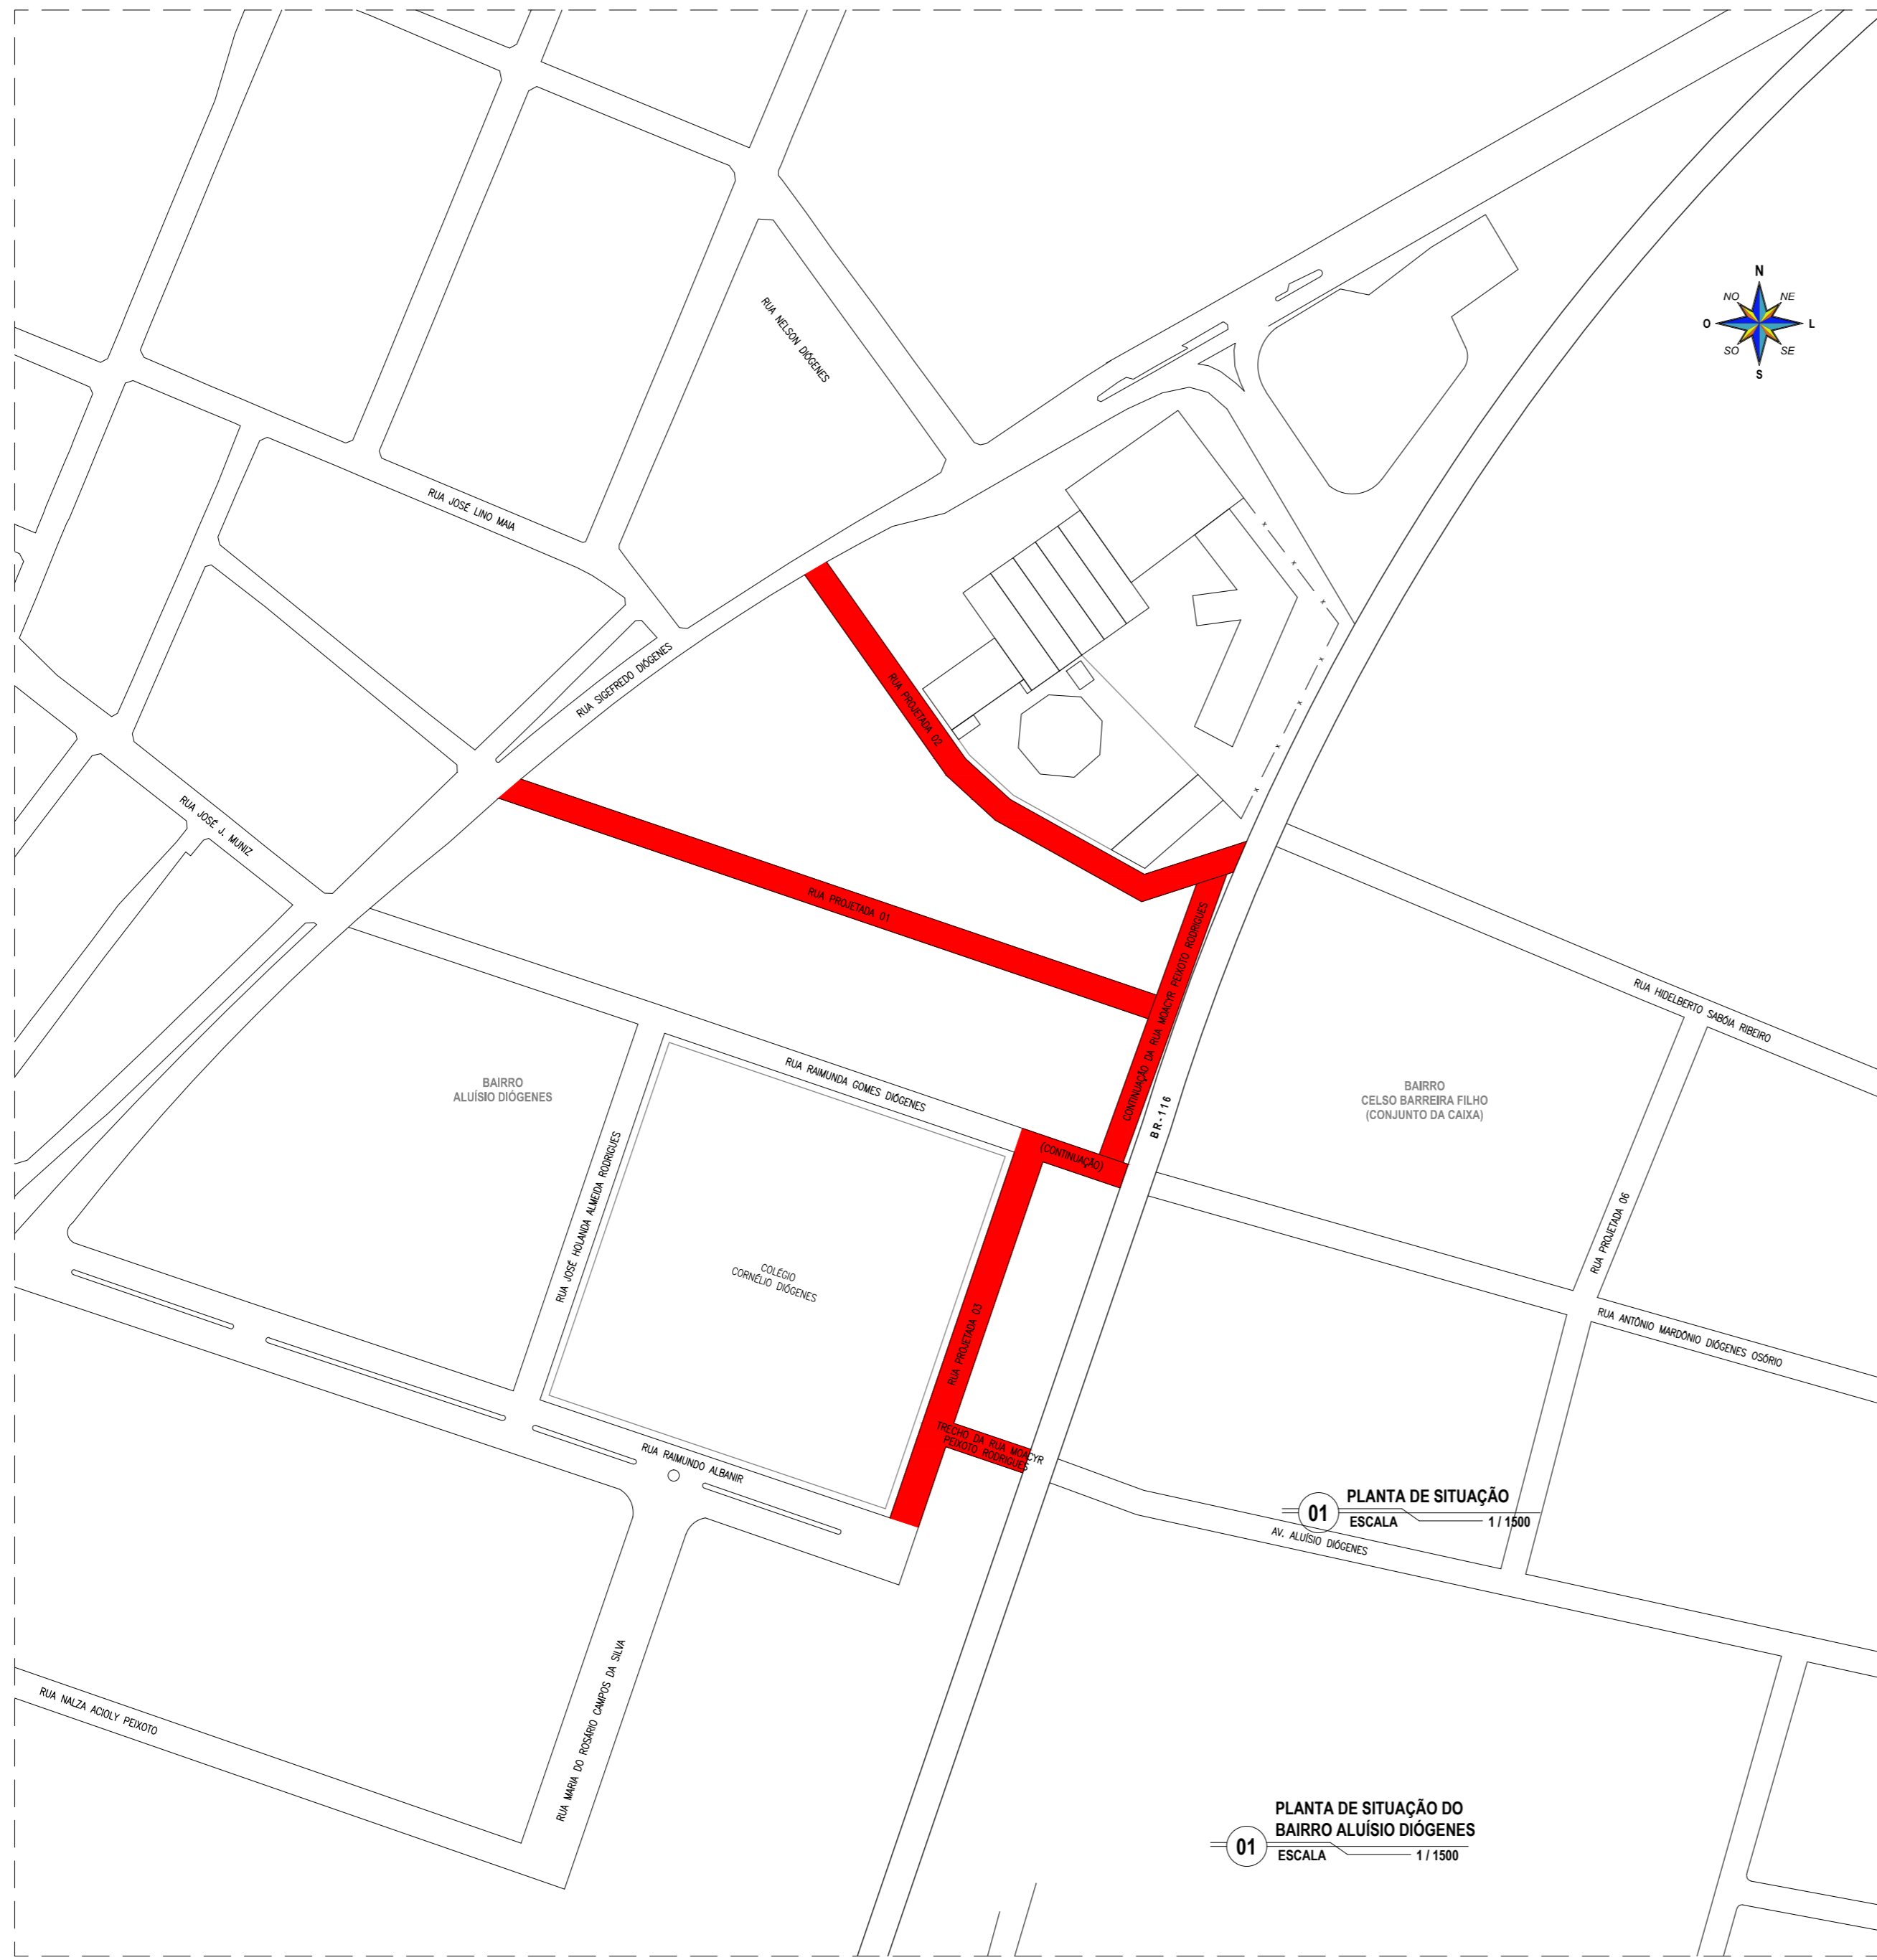 N
NO
NE
O
L
SO
SE
S
RUA NELSON DIÓGENES
RUA JOSÉ LINO MAIA
RUA SIGEFREDO DIÓGENES
RUA PROJETADA 02
RUA JOSÉ J. MUNIZ
RUA PROJETADA 01
CONTINUAÇÃO DA RUA MOACYR PEIXOTO RODRIGUES
RUA HIDELBERTO SABÓIA RIBEIRO
RUA RAIMUNDA GOMES DIÓGENES
BAIRRO
ALUÍSIO DIÓGENES
BAIRRO
CELSO BARREIRA FILHO
(CONJUNTO DA CAIXA)
BR-116
(CONTINUAÇÃO)
RUA JOSÉ HOLANDA ALMEIDA RODRIGUES
RUA PROJETADA 06
COLÉGIO
CORNÉLIO DIÓGENES
RUA PROJETADA 03
RUA ANTÔNIO MARDÔNIO DIÓGENES OSÓRIO
TRECHO DA RUA MOACYR
PEIXOTO RODRIGUES
RUA RAIMUNDO ALBANIR
01
PLANTA DE SITUAÇÃO
ESCALA
1 / 1500
AV. ALUÍSIO DIÓGENES
RUA NALZA ACIOLY PEIXOTO
RUA MARIA DO ROSÁRIO CAMPOS DA SILVA
PLANTA DE SITUAÇÃO DO
BAIRRO ALUÍSIO DIÓGENES
01
ESCALA
1 / 1500